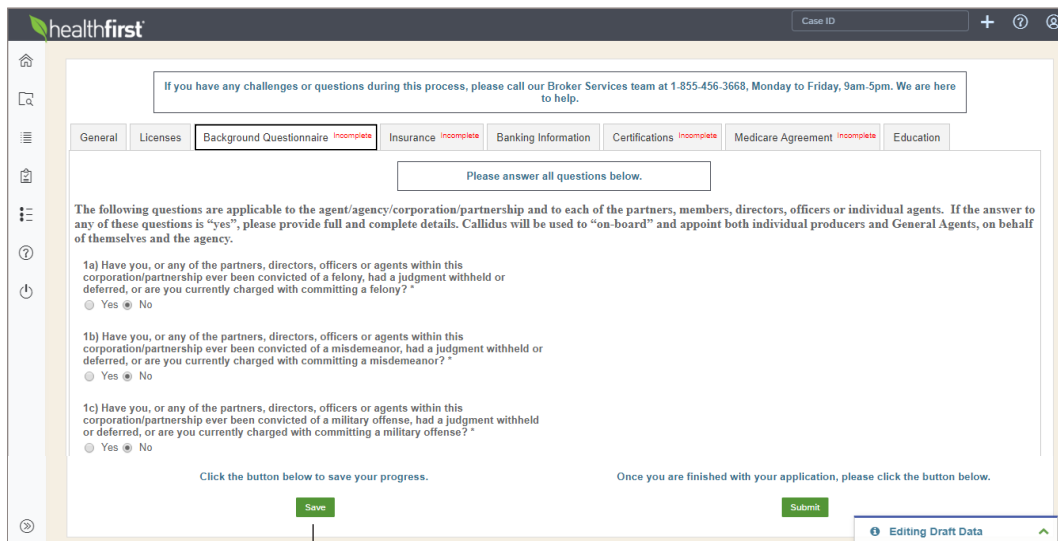 healthfirst
Case ID
If you have any challenges or questions during this process, please call our Broker Services team at 1-855-456-3668, Monday to Friday, 9am-5pm. We are here
to help.
General Licenses Background Questionnaire Incomplete Insurance Incomplete Banking Information Certifications Incomplete Medicare Agreement Incomplete Education
Please answer all questions below.
The following questions are applicable to the agent/agency/corporation/partnership and to each of the partners, members, directors, officers or individual agents. If the answer to
any of these questions is “yes”, please provide full and complete details. Callidus will be used to “on-board” and appoint both individual producers and General Agents, on behalf
of themselves and the agency.
1a) Have you, or any of the partners, directors, officers or agents within this
corporation/partnership ever been convicted of a felony, had a judgment withheld or
deferred, or are you currently charged with committing a felony? *
Yes No
1b) Have you, or any of the partners, directors, officers or agents within this
corporation/partnership ever been convicted of a misdemeanor, had a judgment withheld or
deferred, or are you currently charged with committing a misdemeanor? *
Yes No
1c) Have you, or any of the partners, directors, officers or agents within this
corporation/partnership ever been convicted of a military offense, had a judgment withheld
or deferred, or are you currently charged with committing a military offense? *
Yes No
Click the button below to save your progress. Once you are finished with your application, please click the button below.
Save Submit
Editing Draft Data